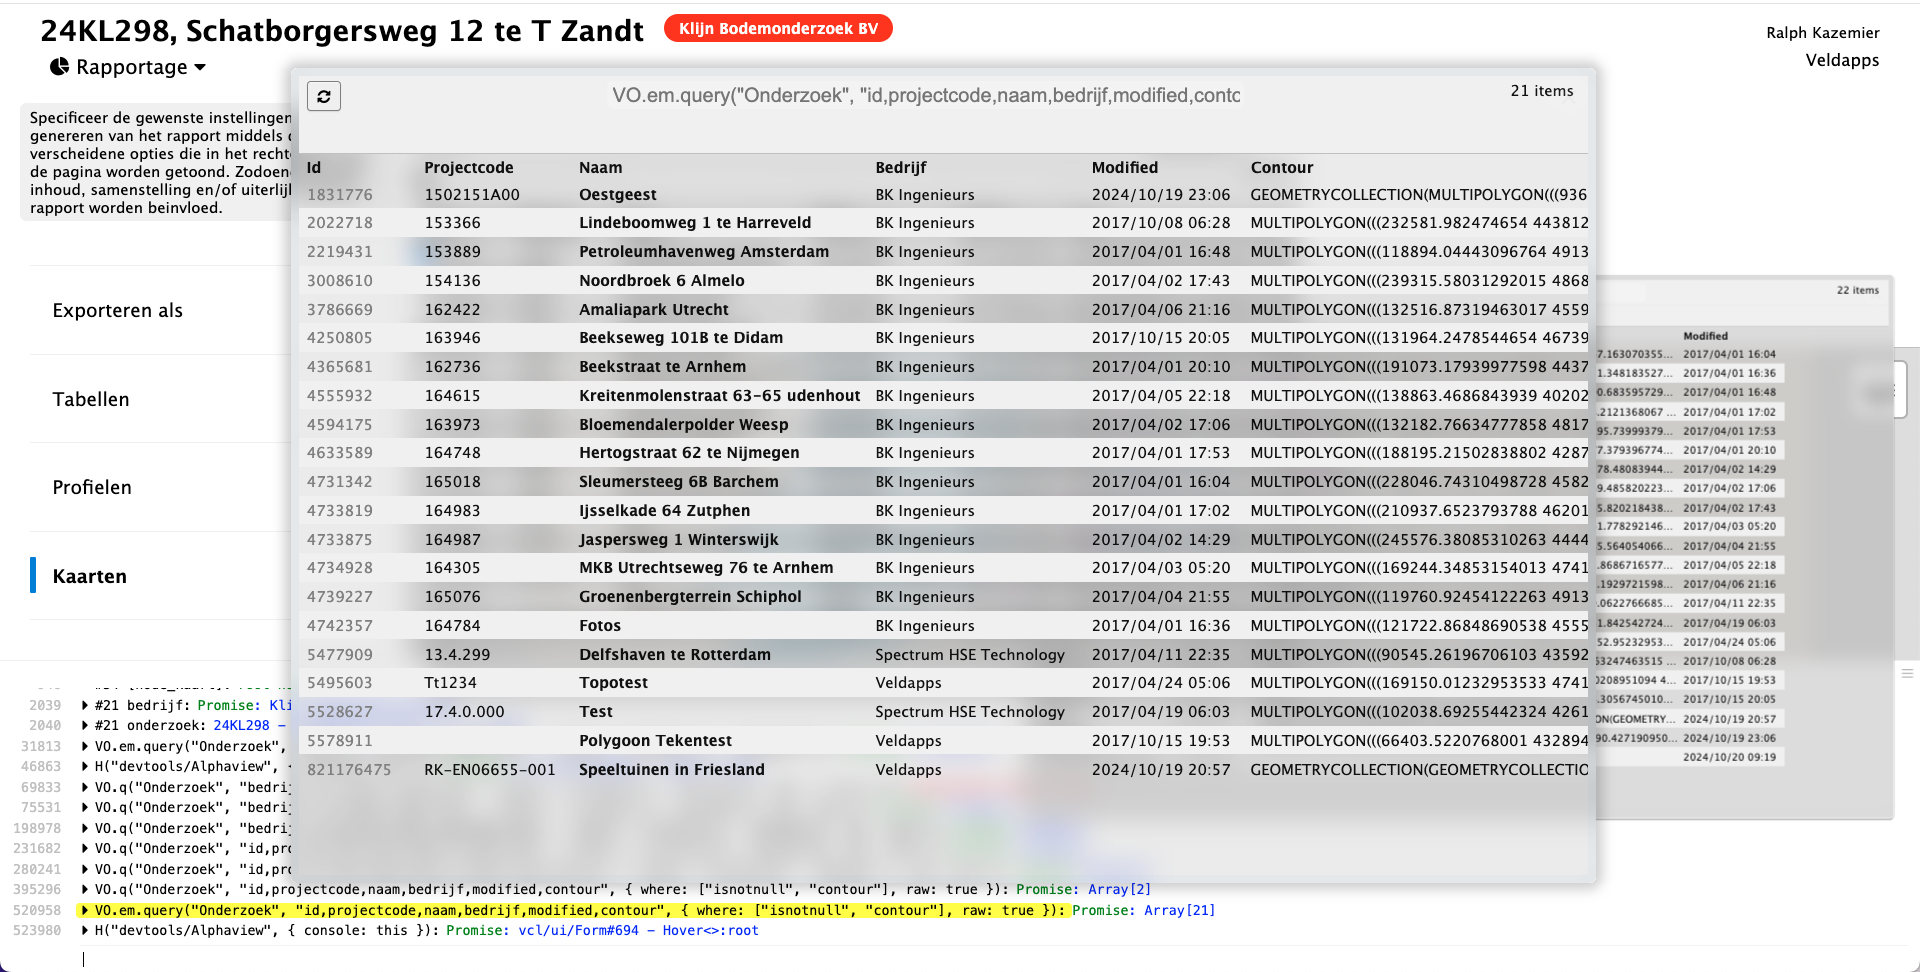 24KL298, Schatborgersweg 12 te T Zandt
Klijn Bodemonderzoek BV
Ralph Kazemier
Veldapps
Rapportage
Specificeer de gewenste instellingen
genereren van het rapport middels
verscheidene opties die in het recht
de pagina worden getoond. Zodoen
inhoud, samenstelling en/of uiterlij
rapport worden beinvloed.
Exporteren als
Tabellen
Profielen
Kaarten
VO.em.query("Onderzoek", "id,projectcode,naam,bedrijf,modified,conto
21 items
Id Projectcode Naam Bedrijf Modified Contour
1831776 1502151A00 Oestgeest BK Ingenieurs 2024/10/19 23:06 GEOMETRYCOLLECTION(MULTIPOLYGON(((936
2022718 153366 Lindeboomweg 1 te Harreveld BK Ingenieurs 2017/10/08 06:28 MULTIPOLYGON(((232581.982474654 443812
2219431 153889 Petroleumhavenweg Amsterdam BK Ingenieurs 2017/04/01 16:48 MULTIPOLYGON(((118894.04443096764 4913
3008610 154136 Noordbroek 6 Almelo BK Ingenieurs 2017/04/02 17:43 MULTIPOLYGON(((239315.58031292015 4868
3786669 162422 Amaliapark Utrecht BK Ingenieurs 2017/04/06 21:16 MULTIPOLYGON(((132516.87319463017 4559
4250805 163946 Beekseweg 101B te Didam BK Ingenieurs 2017/10/15 20:05 MULTIPOLYGON(((131964.2478544654 46739
4365681 162736 Beekstraat te Arnhem BK Ingenieurs 2017/04/01 20:10 MULTIPOLYGON(((191073.17939977598 4437
4555932 164615 Kreitenmolenstraat 63-65 udenhout BK Ingenieurs 2017/04/05 22:18 MULTIPOLYGON(((138863.4686843939 40202
4594175 163973 Bloemendalerpolder Weesp BK Ingenieurs 2017/04/02 17:06 MULTIPOLYGON(((132182.76634777858 4817
4633589 164748 Hertogstraat 62 te Nijmegen BK Ingenieurs 2017/04/01 17:53 MULTIPOLYGON(((188195.21502838802 4287
4731342 165018 Sleumersteeg 6B Barchem BK Ingenieurs 2017/04/01 16:04 MULTIPOLYGON(((228046.74310498728 4582
4733819 164983 Ijsselkade 64 Zutphen BK Ingenieurs 2017/04/01 17:02 MULTIPOLYGON(((210937.6523793788 46201
4733875 164987 Jaspersweg 1 Winterswijk BK Ingenieurs 2017/04/02 14:29 MULTIPOLYGON(((245576.38085310263 4444
4734928 164305 MKB Utrechtseweg 76 te Arnhem BK Ingenieurs 2017/04/03 05:20 MULTIPOLYGON(((169244.34853154013 4741
4739227 165076 Groenenbergterrein Schiphol BK Ingenieurs 2017/04/04 21:55 MULTIPOLYGON(((119760.92454122263 4913
4742357 164784 Fotos BK Ingenieurs 2017/04/01 16:36 MULTIPOLYGON(((121722.86848690538 4555
5477909 13.4.299 Delfshaven te Rotterdam Spectrum HSE Technology 2017/04/11 22:35 MULTIPOLYGON(((90545.26196706103 43592
5495603 Tt1234 Topotest Veldapps 2017/04/24 05:06 MULTIPOLYGON(((169150.01232953533 4741
5528627 17.4.0.000 Test Spectrum HSE Technology 2017/04/19 06:03 MULTIPOLYGON(((102038.69255442324 4261
5578911 Polygoon Tekentest Veldapps 2017/10/15 19:53 MULTIPOLYGON(((66403.5220768001 432894
821176475 RK-EN06655-001 Speeltuinen in Friesland Veldapps 2024/10/19 20:57 GEOMETRYCOLLECTION(GEOMETRYCOLLECTIO
22 items
Modified
7.163070355... 2017/04/01 16:04
1.348183527... 2017/04/01 16:36
0.683595729... 2017/04/01 16:48
.2121368067 ... 2017/04/01 17:02
95.73999379... 2017/04/01 17:53
7.379396774... 2017/04/01 20:10
78.48083944... 2017/04/02 14:29
9.485820223... 2017/04/02 17:06
5.820218438... 2017/04/02 17:43
1.778292146... 2017/04/03 05:20
5.564054066... 2017/04/04 21:55
.8686716577... 2017/04/05 22:18
.1929721598... 2017/04/06 21:16
.0622766685... 2017/04/11 22:35
1.842542724... 2017/04/19 06:03
52.95232953... 2017/04/24 05:06
63247463515 ... 2017/10/08 06:28
0208951094 4... 2017/10/15 19:53
.3056745010... 2017/10/15 20:05
ON(GEOMETRY... 2024/10/19 20:57
90.427190950... 2024/10/19 23:06
2024/10/20 09:19
2039 #21 bedrijf: Promise: Kli
2040 #21 onderzoek: 24KL298 –
31813 VO.em.query("Onderzoek",
46863 H("devtools/Alphaview",
69833 VO.q("Onderzoek", "bedrij
75531 VO.q("Onderzoek", "bedrij
198978 VO.q("Onderzoek", "bedrij
231682 VO.q("Onderzoek", "id,pro
280241 VO.q("Onderzoek", "id,pro
395296 VO.q("Onderzoek", "id,projectcode,naam,bedrijf,modified,contour", { where: ["isnotnull", "contour"], raw: true }): Promise: Array[2]
520958 VO.em.query("Onderzoek", "id,projectcode,naam,bedrijf,modified,contour", { where: ["isnotnull", "contour"], raw: true }): Promise: Array[21]
523980 H("devtools/Alphaview", { console: this }): Promise: vcl/ui/Form#694 – Hover<>:root